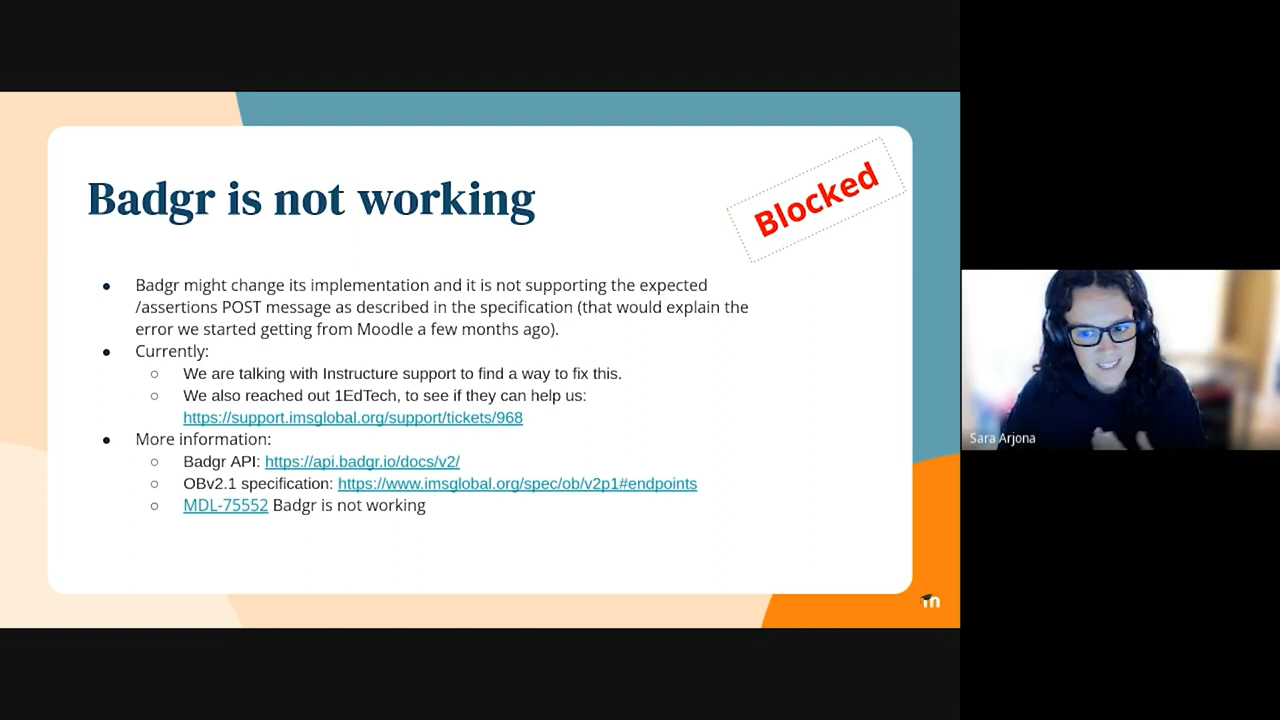 Badgr is not working
Blocked
● Badgr might change its implementation and it is not supporting the expected
/assertions POST message as described in the specification (that would explain the
error we started getting from Moodle a few months ago).
● Currently:
○ We are talking with Instructure support to find a way to fix this.
○ We also reached out 1EdTech, to see if they can help us:
https://support.imsglobal.org/support/tickets/968
● More information:
○ Badgr API: https://api.badgr.io/docs/v2/
○ OBv2.1 specification: https://www.imsglobal.org/spec/ob/v2p1#endpoints
○ MDL-75552 Badgr is not working
m
Sara Arjona